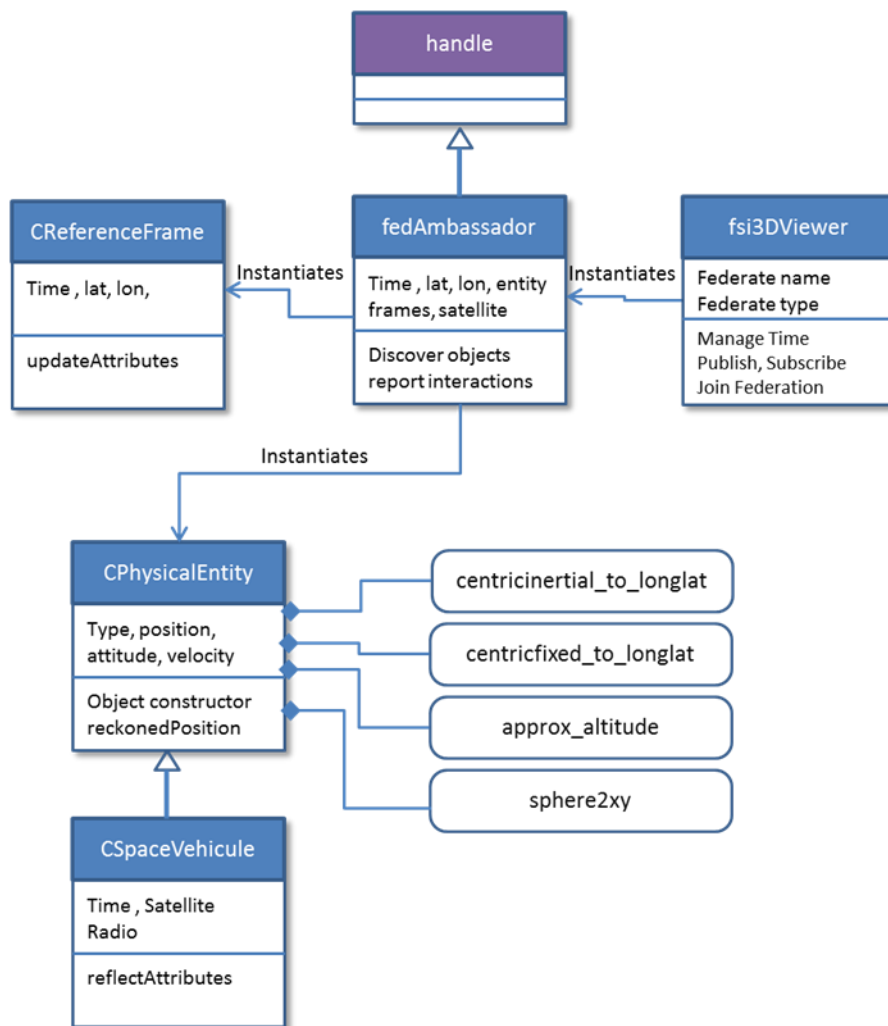 handle
CReferenceFrame
Time , lat, lon,
updateAttributes
Instantiates
fedAmbassador
Time , lat, lon, entity
frames, satellite
Discover objects
report interactions
Instantiates
fsi3DViewer
Federate name
Federate type
Manage Time
Publish, Subscribe
Join Federation
Instantiates
CPhysicalEntity
Type, position,
attitude, velocity
Object constructor
reckonedPosition
centricinertial_to_longlat
centricfixed_to_longlat
approx_altitude
sphere2xy
CSpaceVehicule
Time , Satellite
Radio
reflectAttributes